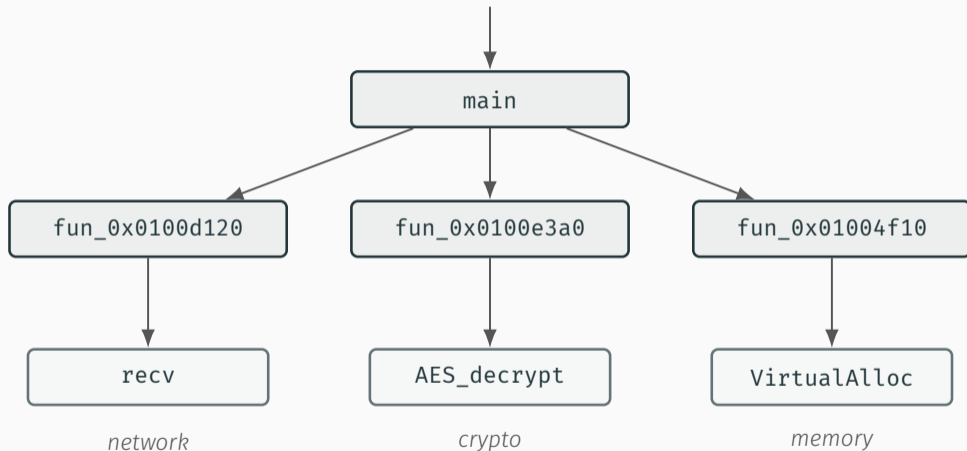 main
fun_0x0100d120 fun_0x0100e3a0 fun_0x01004f10
recv AES_decrypt VirtualAlloc
network crypto memory